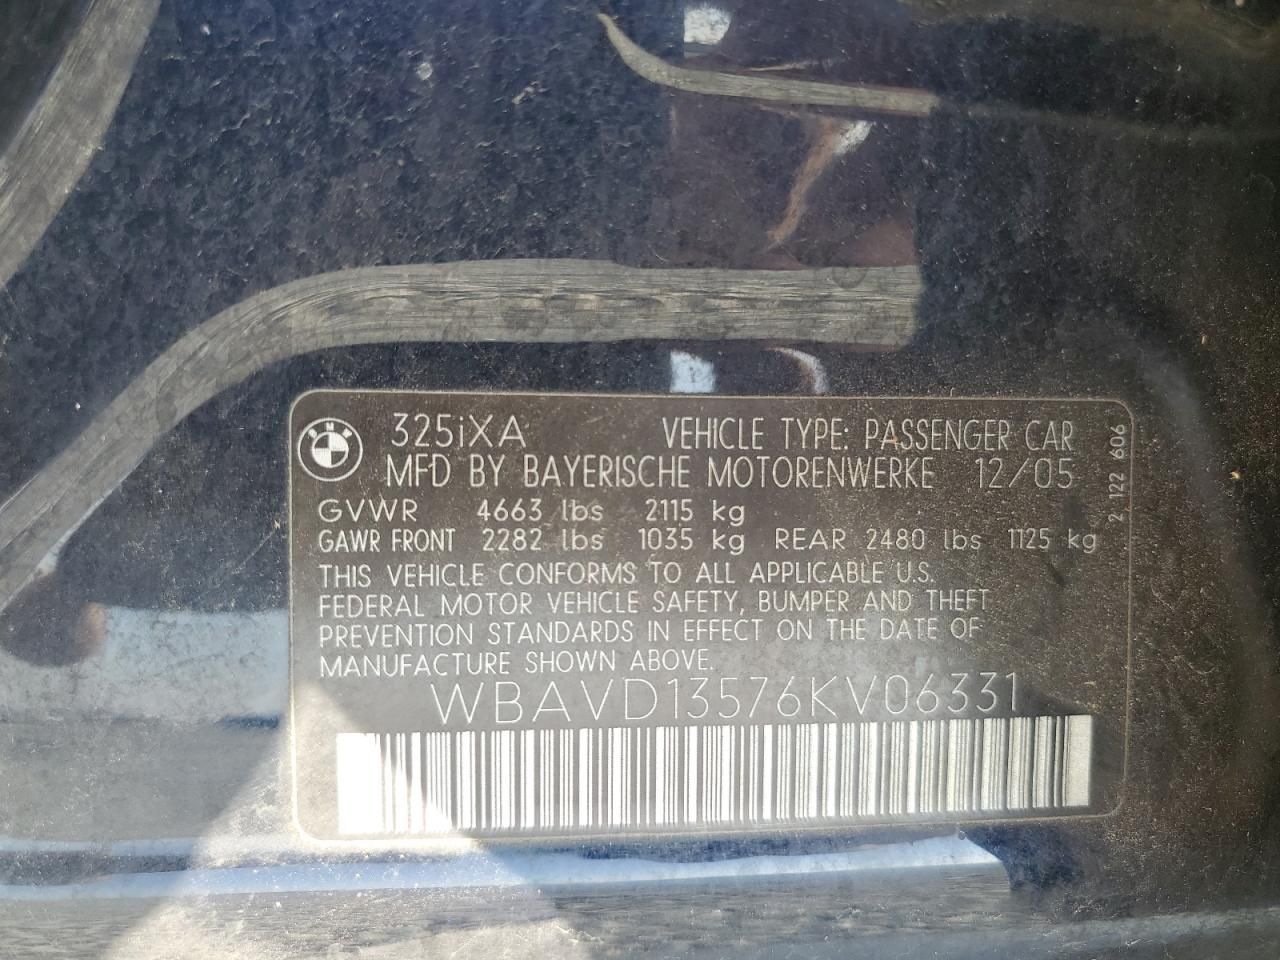 BMW
325iXA VEHICLE TYPE: PASSENGER CAR
MFD BY BAYERISCHE MOTORENWERKE 12/05
GVWR 4663 lbs 2115 kg
GAWR FRONT 2282 lbs 1035 kg REAR 2480 lbs 1125 kg
THIS VEHICLE CONFORMS TO ALL APPLICABLE U.S.
FEDERAL MOTOR VEHICLE SAFETY, BUMPER AND THEFT
PREVENTION STANDARDS IN EFFECT ON THE DATE OF
MANUFACTURE SHOWN ABOVE.
WBAVD13576KV06331
2 122 606